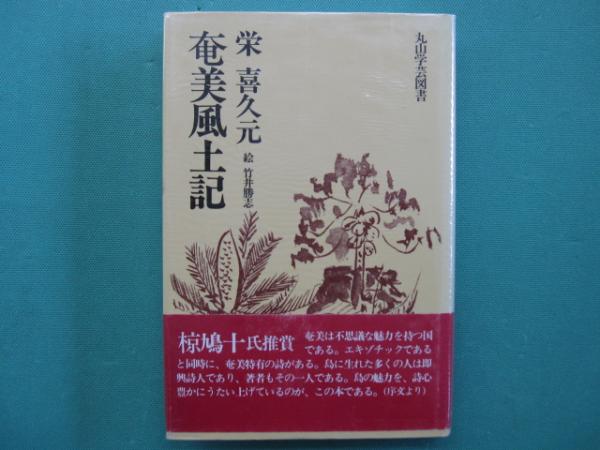 丸山学芸図書
栄 喜久元
絵 竹井勝志
奄美風土記
椋鳩十氏推賞 奄美は不思議な魅力を持つ国
である。エキゾチックである
と同時に、奄美特有の詩がある。島に生れた多くの人は即
興詩人であり、著者もその一人である。島の魅力を、詩心
豊かにうたい上げているのが、この本である。(序文より)